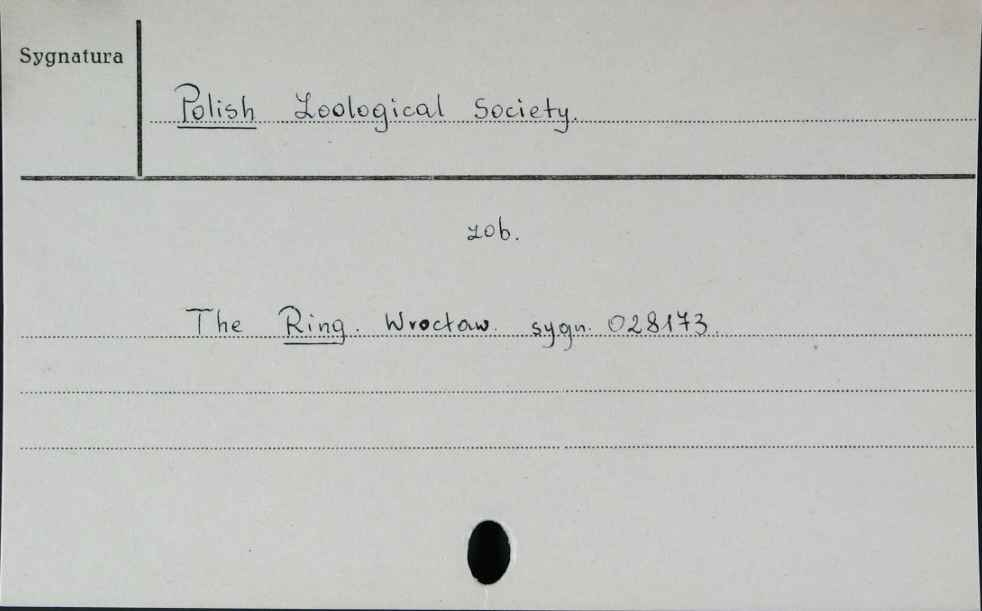 Sygnatura
Polish Zoological Society.
zob.
The Ring. Wrocław. sygn. 028173.